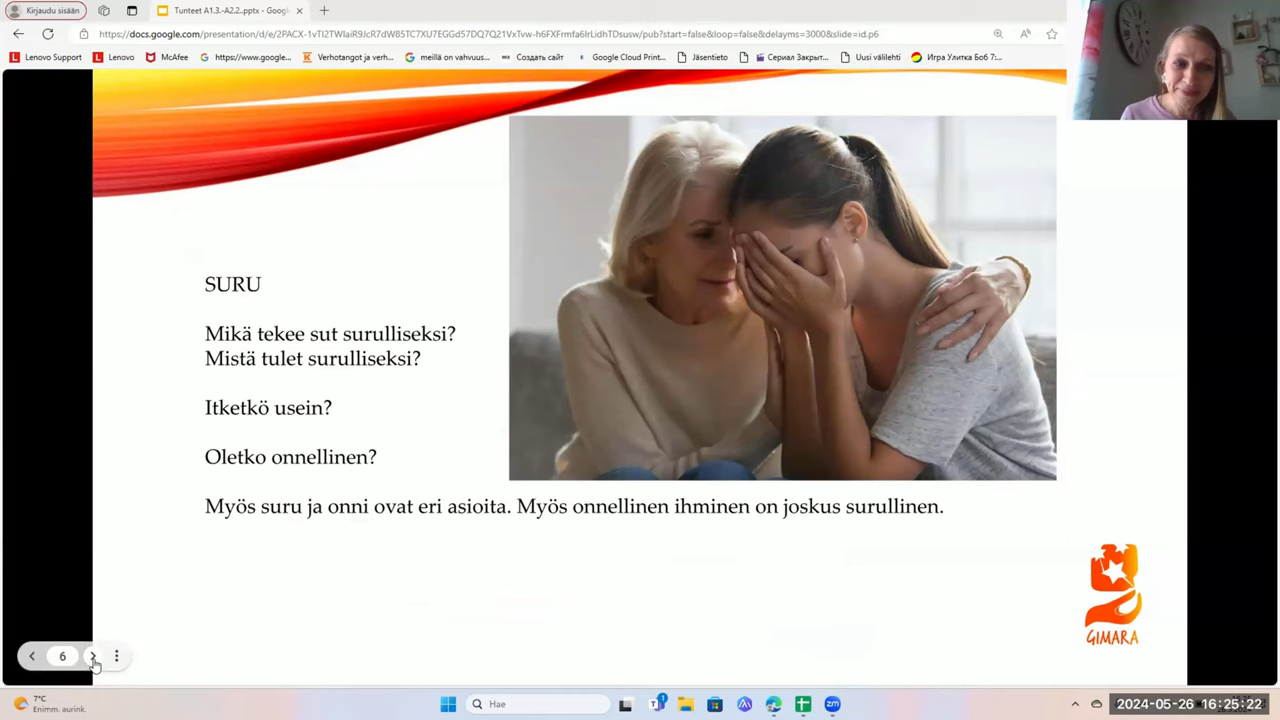 Kirjaudu sisään
Tunteet A1.3.-A2.2..pptx - Googl
https://docs.google.com/presentation/d/e/2PACX-1vTI2TWlaiR9JcR7dW85TC7XU7EGGd57DQ7Q21VxTvw-h6FXFrmfa6IrLidhTDsusw/pub?start=false&loop=false&delayms=3000&slide=id.p6
Lenovo Support
Lenovo
McAfee
https://www.google...
Verhotangot ja verh...
meillä on vahvuus...
Создать сайт
Google Cloud Print...
Jäsentieto
Сериал Закрыт...
Uusi välilehti
Игра Улитка Боб 7:...
SURU
Mikä tekee sut surulliseksi?
Mistä tulet surulliseksi?
Itketkö usein?
Oletko onnellinen?
Myös suru ja onni ovat eri asioita. Myös onnellinen ihminen on joskus surullinen.
GIMARA
6
7°C
Enimm. aurink.
Hae
2024-05-26 16:25:22